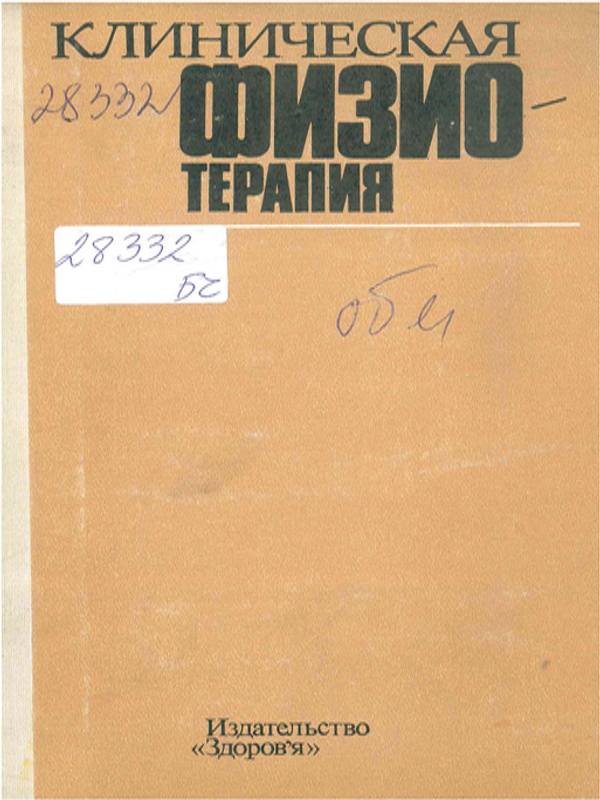 КЛИНИЧЕСКАЯ
28332
ФИЗИО-
ТЕРАПИЯ
28332
БС
Издательство
«Здоров'я»